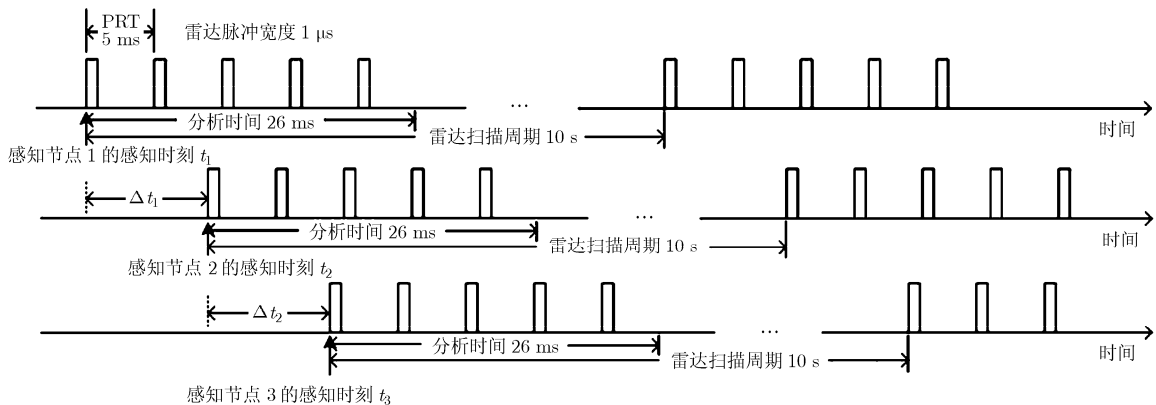 PRT
5 ms
雷达脉冲宽度 1 μs
...
分析时间 26 ms
雷达扫描周期 10 s
时间
感知节点 1 的感知时刻 t₁
Δt₁
...
分析时间 26 ms
雷达扫描周期 10 s
时间
感知节点 2 的感知时刻 t₂
Δt₂
...
分析时间 26 ms
雷达扫描周期 10 s
时间
感知节点 3 的感知时刻 t₃